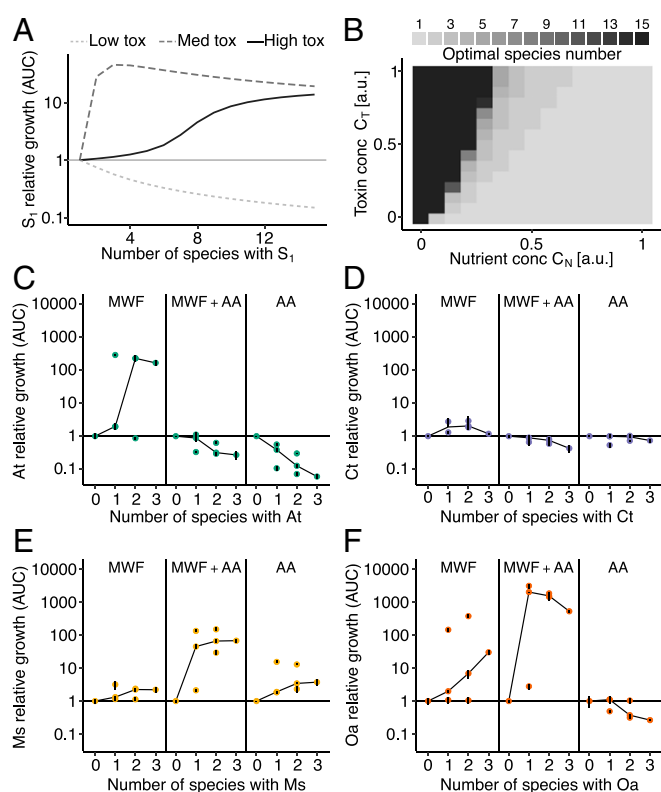 A
Low tox Med tox High tox
S1 relative growth (AUC)
10
1
0.1
4 8 12
Number of species with S1
B
1 3 5 7 9 11 13 15
Optimal species number
Toxin conc CT [a.u.]
1
0.5
0
0 0.5 1
Nutrient conc CN [a.u.]
C
MWF MWF + AA AA
At relative growth (AUC)
10000
1000
100
10
1
0.1
0 1 2 3 0 1 2 3 0 1 2 3
Number of species with At
D
MWF MWF + AA AA
Ct relative growth (AUC)
10000
1000
100
10
1
0.1
0 1 2 3 0 1 2 3 0 1 2 3
Number of species with Ct
E
MWF MWF + AA AA
Ms relative growth (AUC)
10000
1000
100
10
1
0.1
0 1 2 3 0 1 2 3 0 1 2 3
Number of species with Ms
F
MWF MWF + AA AA
Oa relative growth (AUC)
10000
1000
100
10
1
0.1
0 1 2 3 0 1 2 3 0 1 2 3
Number of species with Oa